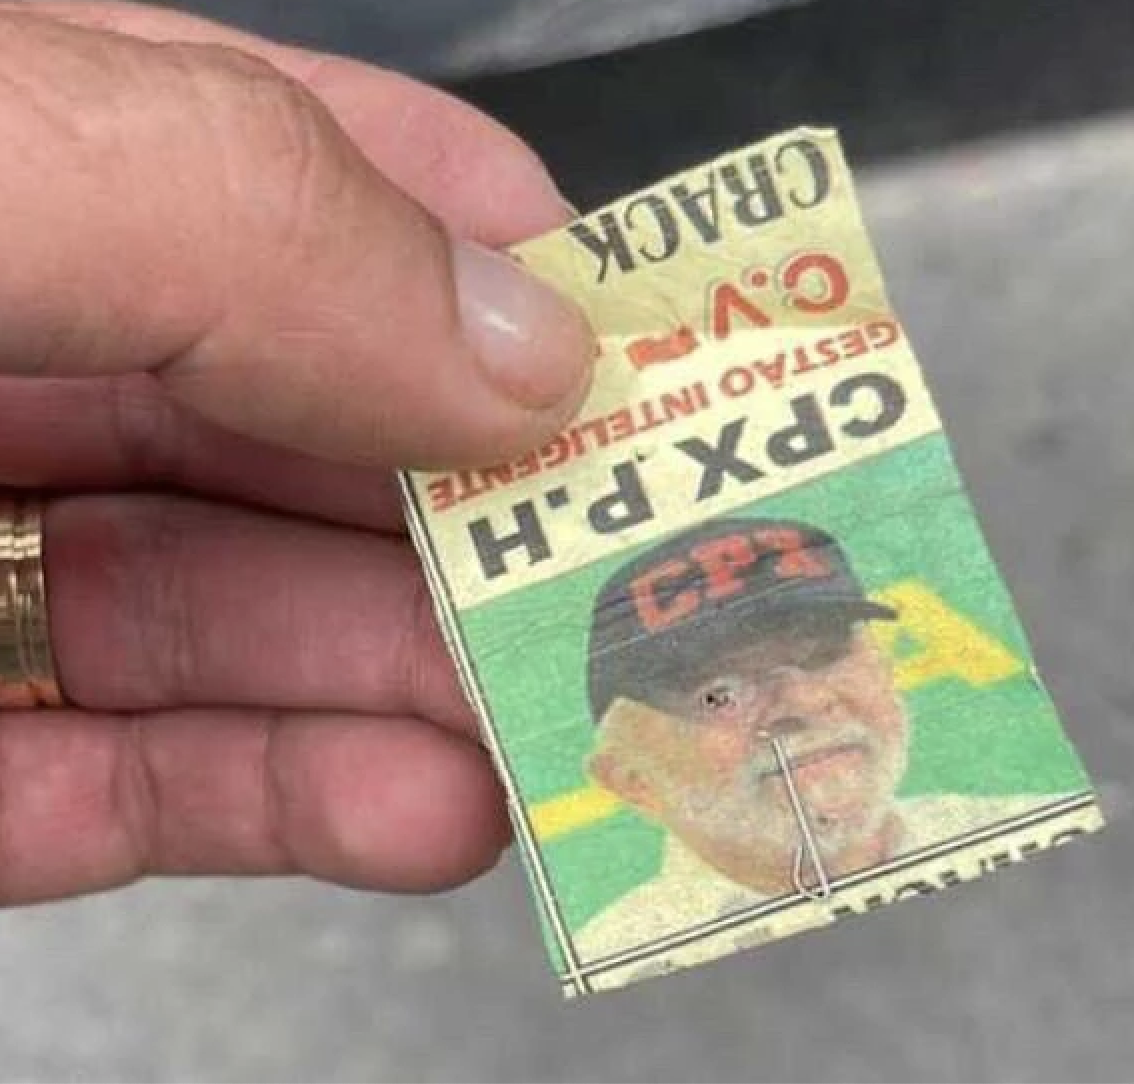 CRACK
C.V
GESTÃO INTELIGENTE
CPX P.H
CPX